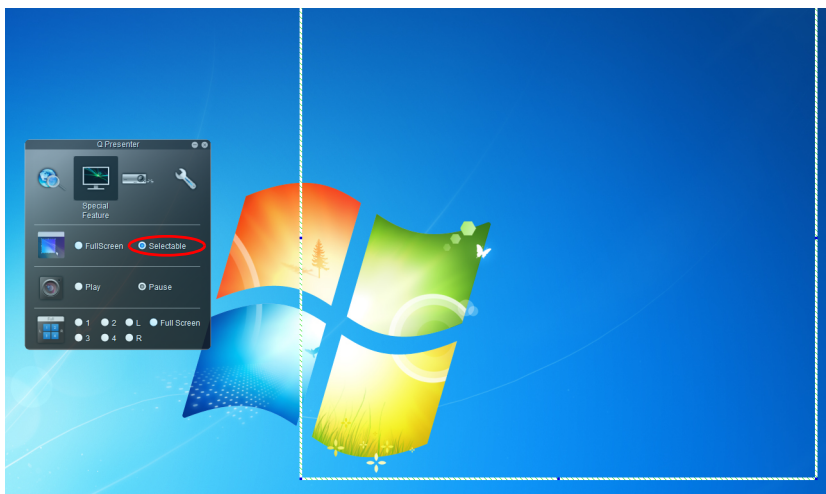 Q Presenter
Special
Feature
FullScreen Selectable
Play Pause
1 2 L Full Screen
3 4 R